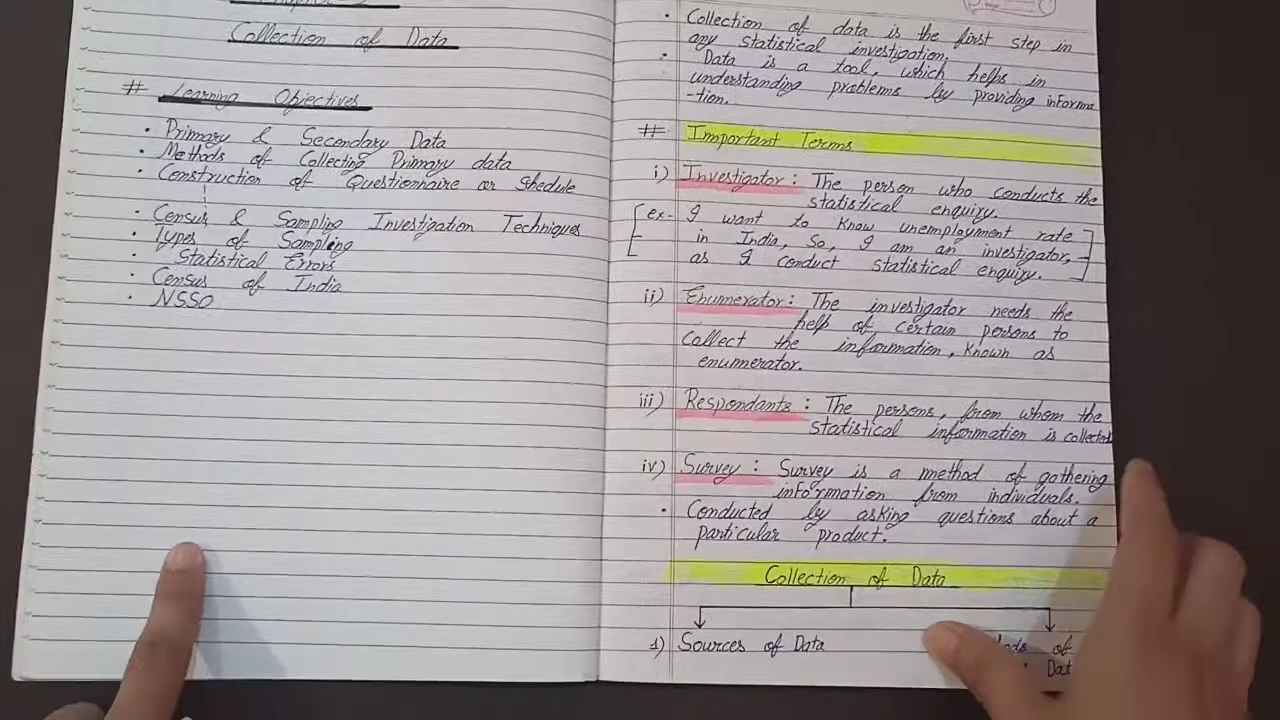 Collection of Data
# Learning Objectives
• Primary & Secondary Data
• Methods of Collecting Primary data
• Construction of Questionnaire or Shedule
• Census & Sampling Investigation Techniques
• Types of Sampling
• Statistical Errors
• Census of India
• NSSO
• Collection of data is the first step in
any statistical investigation.
• Data is a tool, which helps in
understanding problems by providing informa
-tion.
# Important Terms
i) Investigator : The person who conducts the
statistical enquiry.
[ex- I want to know unemployment rate
in India, So, I am an investigator,
as I conduct statistical enquiry.]
ii) Enumerator : The investigator needs the
help of certain persons to
collect the information, known as
enumnerator.
iii) Respondants : The persons, from whom the
statistical information is collected
iv) Survey : Survey is a method of gathering
information from individuals.
• Conducted by asking questions about a
particular product.
Collection of Data
1) Sources of Data
of